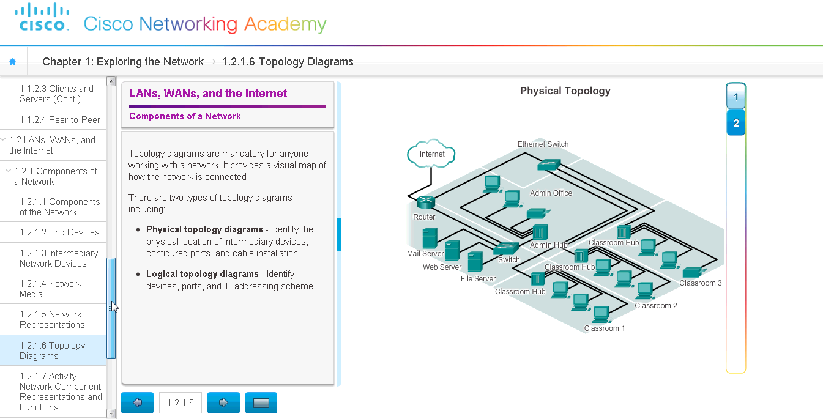 cisco. Cisco Networking Academy
Chapter 1: Exploring the Network 1.2.1.6 Topology Diagrams
1.1.2.3 Clients and
Servers (Cont.)
1.1.2.4 Peer to Peer
1.2 LANs, WANs, and
the Internet
1.2.1 Components of
a Network
1.2.1.1 Components
of the Network
1.2.1.2 End Devices
1.2.1.3 Intermediary
Network Devices
1.2.1.4 Network
Media
1.2.1.5 Network
Representations
1.2.1.6 Topology
Diagrams
1.2.1.7 Activity
Network Component
Representations and
Functions
LANs, WANs, and the Internet
Components of a Network
Topology diagrams are mandatory for anyone
working with a network. It provides a visual map of
how the network is connected.
There are two types of topology diagrams
including:
• Physical topology diagrams - Identify the
physical location of intermediary devices,
configured ports, and cable installation.
• Logical topology diagrams - Identify
devices, ports, and IP addressing scheme.
1.2.1.6
Physical Topology
1
2
Internet
Ethernet Switch
Admin Office
Router
Admin Hub
Classroom Hub
Mail Server
Switch
Web Server
Classroom Hub
File Server
Classroom 3
Classroom Hub
Classroom 2
Classroom 1